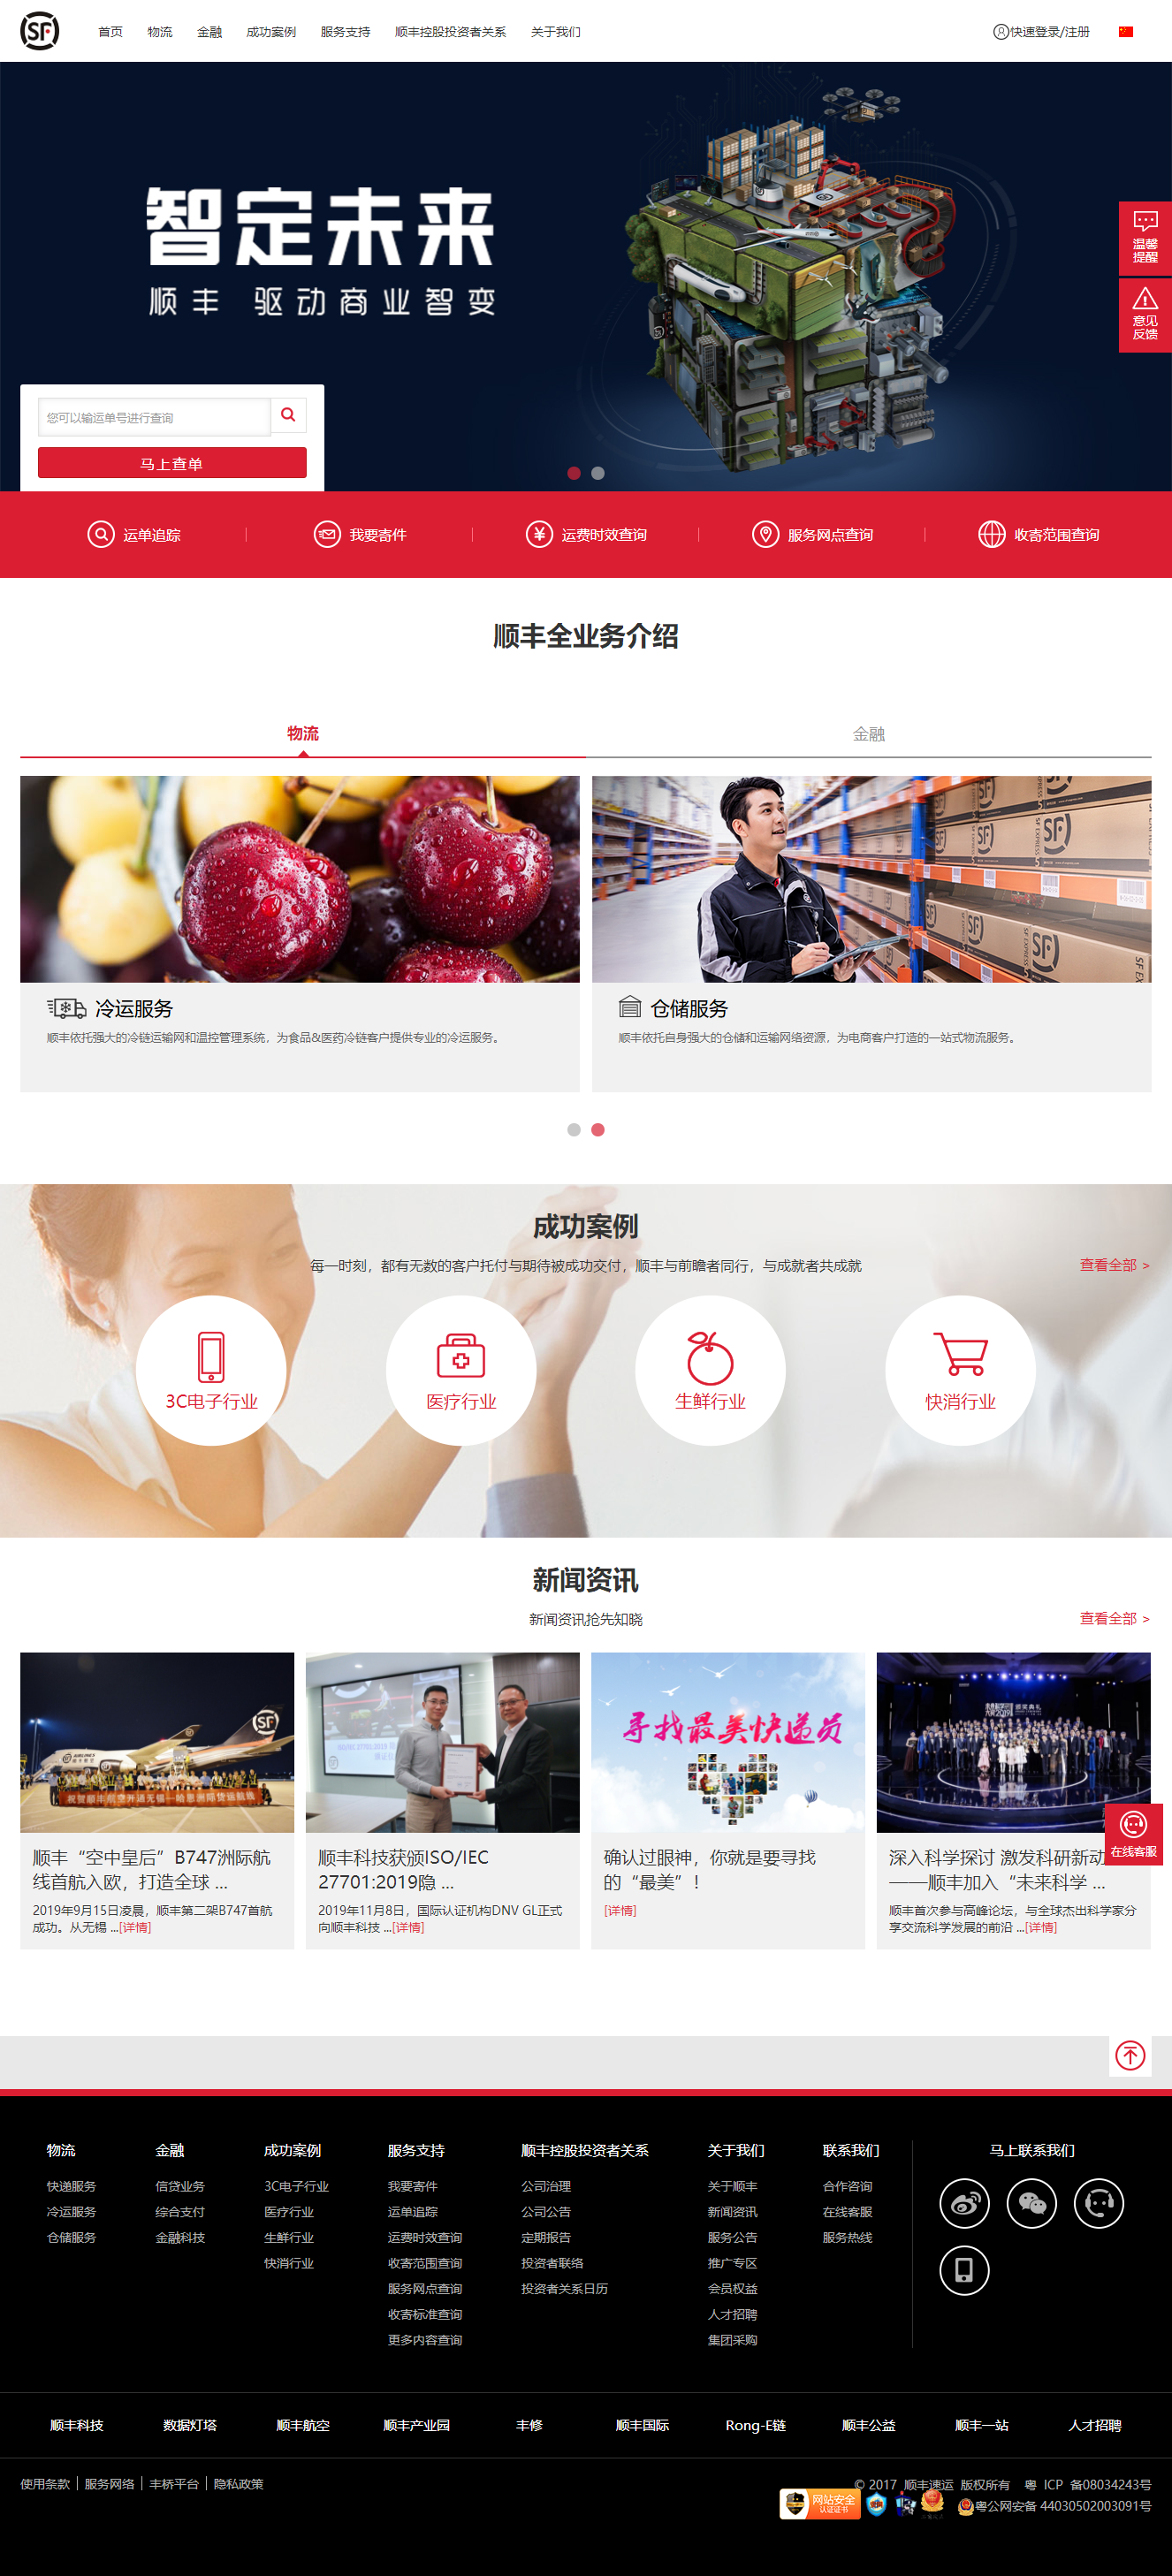 SF
首页 物流 金融 成功案例 服务支持 顺丰控股投资者关系 关于我们
快速登录/注册
智定未来
顺丰 驱动商业智变
温馨
提醒
意见
反馈
您可以输运单号进行查询
马上查单
运单追踪 我要寄件 运费时效查询 服务网点查询 收寄范围查询
顺丰全业务介绍
物流 金融
冷运服务
顺丰依托强大的冷链运输网和温控管理系统，为食品&医药冷链客户提供专业的冷运服务。
仓储服务
顺丰依托自身强大的仓储和运输网络资源，为电商客户打造的一站式物流服务。
成功案例
每一时刻，都有无数的客户托付与期待被成功交付，顺丰与前瞻者同行，与成就者共成就
查看全部 >
3C电子行业 医疗行业 生鲜行业 快消行业
新闻资讯
新闻资讯抢先知晓
查看全部 >
祝贺顺丰航空开通无锡—哈恩洲际货运航线
寻找最美快递员
顺丰“空中皇后”B747洲际航
线首航入欧，打造全球 ...
2019年9月15日凌晨，顺丰第二架B747首航
成功。从无锡 ...[详情]
顺丰科技获颁ISO/IEC
27701:2019隐 ...
2019年11月8日，国际认证机构DNV GL正式
向顺丰科技 ...[详情]
确认过眼神，你就是要寻找
的“最美”！
[详情]
深入科学探讨 激发科研新动
——顺丰加入“未来科学 ...
顺丰首次参与高峰论坛，与全球杰出科学家分
享交流科学发展的前沿 ...[详情]
在线客服
物流
快递服务
冷运服务
仓储服务
金融
信贷业务
综合支付
金融科技
成功案例
3C电子行业
医疗行业
生鲜行业
快消行业
服务支持
我要寄件
运单追踪
运费时效查询
收寄范围查询
服务网点查询
收寄标准查询
更多内容查询
顺丰控股投资者关系
公司治理
公司公告
定期报告
投资者联络
投资者关系日历
关于我们
关于顺丰
新闻资讯
服务公告
推广专区
会员权益
人才招聘
集团采购
联系我们
合作咨询
在线客服
服务热线
马上联系我们
顺丰科技 数据灯塔 顺丰航空 顺丰产业园 丰修 顺丰国际 Rong-E链 顺丰公益 顺丰一站 人才招聘
使用条款 | 服务网络 | 丰桥平台 | 隐私政策
© 2017 顺丰速运 版权所有 粤 ICP 备08034243号
网站安全
认证证书
粤公网安备 44030502003091号